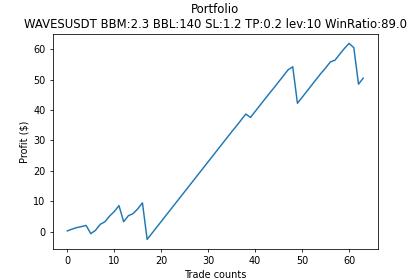 Portfolio
WAVESUSDT BBM:2.3 BBL:140 SL:1.2 TP:0.2 lev:10 WinRatio:89.0
60
50
40
30
20
10
0
Profit ($)
0 10 20 30 40 50 60
Trade counts